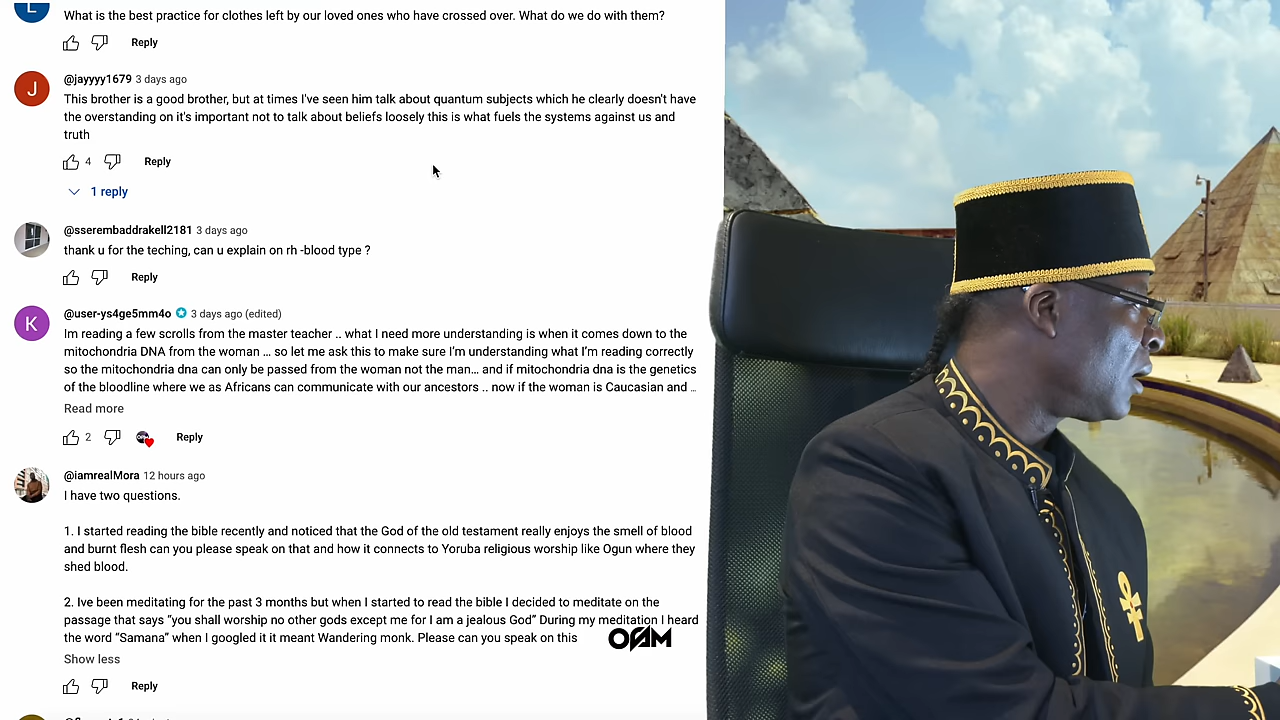 L
What is the best practice for clothes left by our loved ones who have crossed over. What do we do with them?
Reply
J
@jayyyy1679 3 days ago
This brother is a good brother, but at times I've seen him talk about quantum subjects which he clearly doesn't have
the overstanding on it's important not to talk about beliefs loosely this is what fuels the systems against us and
truth
4 Reply
1 reply
@sserembaddrakell2181 3 days ago
thank u for the teching, can u explain on rh -blood type ?
Reply
K
@user-ys4ge5mm4o 3 days ago (edited)
Im reading a few scrolls from the master teacher .. what I need more understanding is when it comes down to the
mitochondria DNA from the woman … so let me ask this to make sure I'm understanding what I'm reading correctly
so the mitochondria dna can only be passed from the woman not the man… and if mitochondria dna is the genetics
of the bloodline where we as Africans can communicate with our ancestors .. now if the woman is Caucasian and …
Read more
2 Reply
@iamrealMora 12 hours ago
I have two questions.
1. I started reading the bible recently and noticed that the God of the old testament really enjoys the smell of blood
and burnt flesh can you please speak on that and how it connects to Yoruba religious worship like Ogun where they
shed blood.
2. Ive been meditating for the past 3 months but when I started to read the bible I decided to meditate on the
passage that says “you shall worship no other gods except me for I am a jealous God” During my meditation I heard
the word “Samana” when I googled it it meant Wandering monk. Please can you speak on this
Show less
Reply